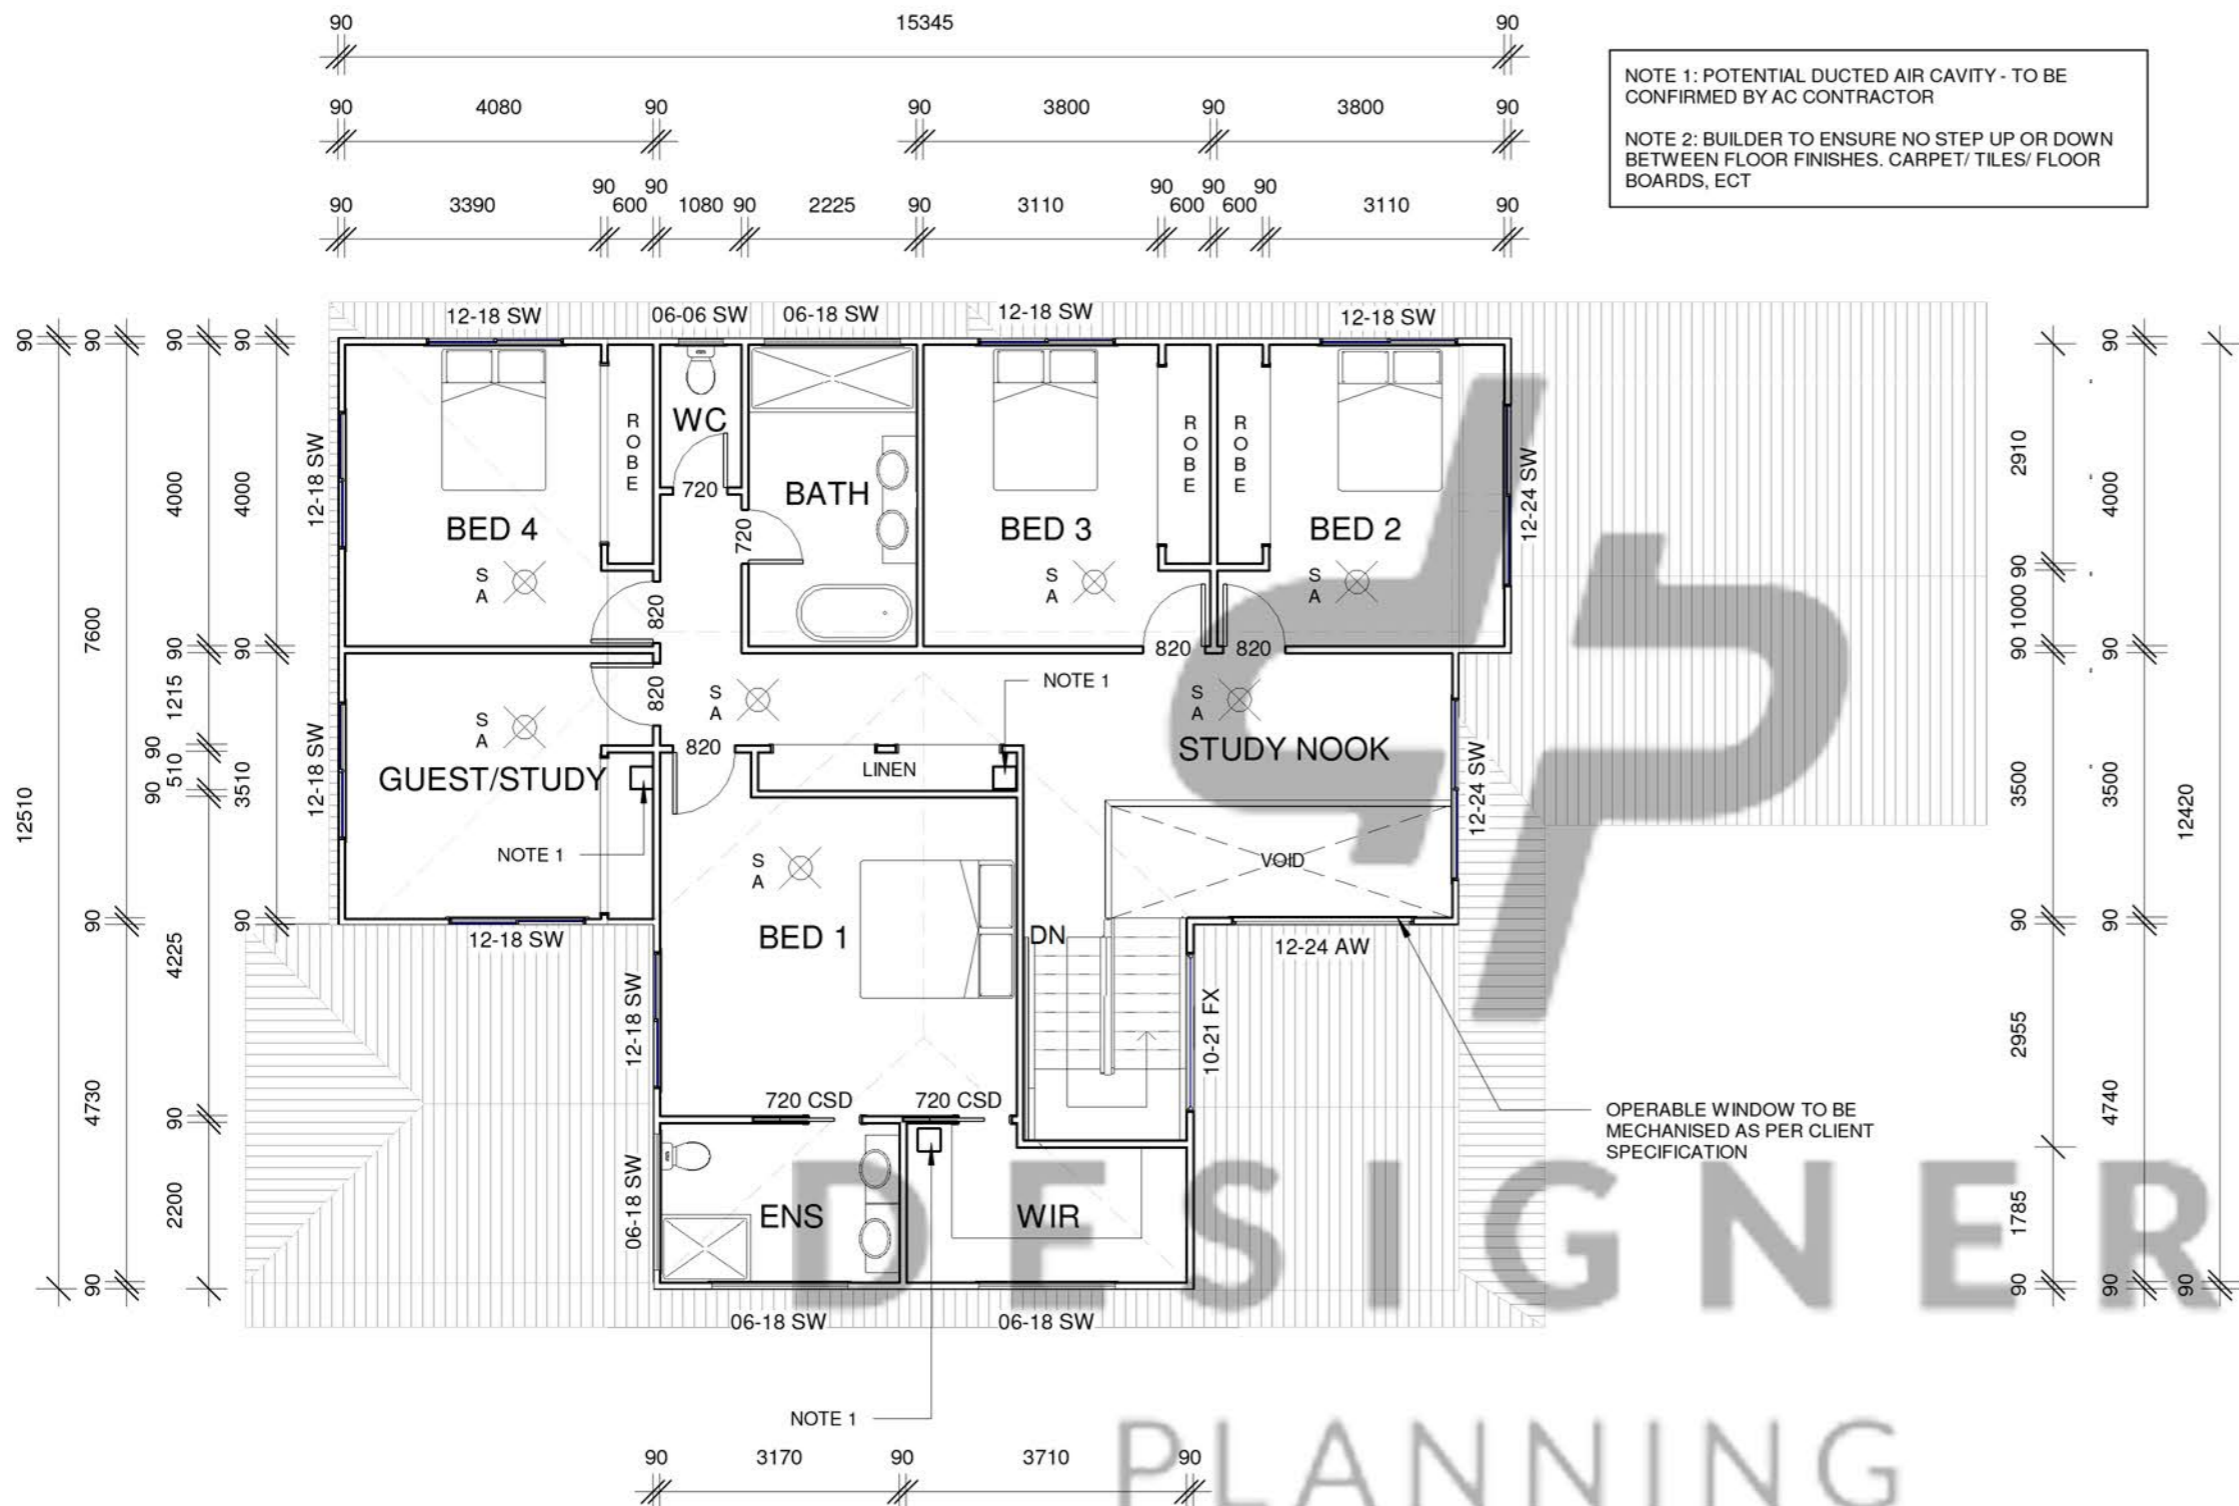 90 15345 90
90 4080 90 90 3800 90 3800 90
90 3390 90 600 90 1080 90 2225 90 3110 90 600 90 600 90 3110 90
NOTE 1: POTENTIAL DUCTED AIR CAVITY - TO BE
CONFIRMED BY AC CONTRACTOR
NOTE 2: BUILDER TO ENSURE NO STEP UP OR DOWN
BETWEEN FLOOR FINISHES. CARPET/ TILES/ FLOOR
BOARDS, ECT
12-18 SW
06-06 SW
06-18 SW
12-18 SW
12-18 SW
90
12510
90
7600
90
4730
90
90
4000
90
1215
90
510
90
4225
90
2200
90
4000
90
3510
90
12-18 SW
BED 4
S
A
ROBE
WC
720
BATH
720
820
BED 3
S
A
ROBE
820
ROBE
BED 2
S
A
820
12-24 SW
12-18 SW
GUEST/STUDY
S
A
820
NOTE 1
12-18 SW
S
A
820
LINEN
NOTE 1
S
A
STUDY NOOK
12-24 SW
VOID
12-24 AW
S
A
BED 1
12-18 SW
DN
10-21 FX
720 CSD
720 CSD
06-18 SW
ENS
WIR
06-18 SW
06-18 SW
NOTE 1
OPERABLE WINDOW TO BE
MECHANISED AS PER CLIENT
SPECIFICATION
2910
90
1000
90
3500
90
2955
1785
90
90
4000
90
3500
90
4740
90
12420
90
90 3170 90 3710 90
dP
DESIGNER
PLANNING